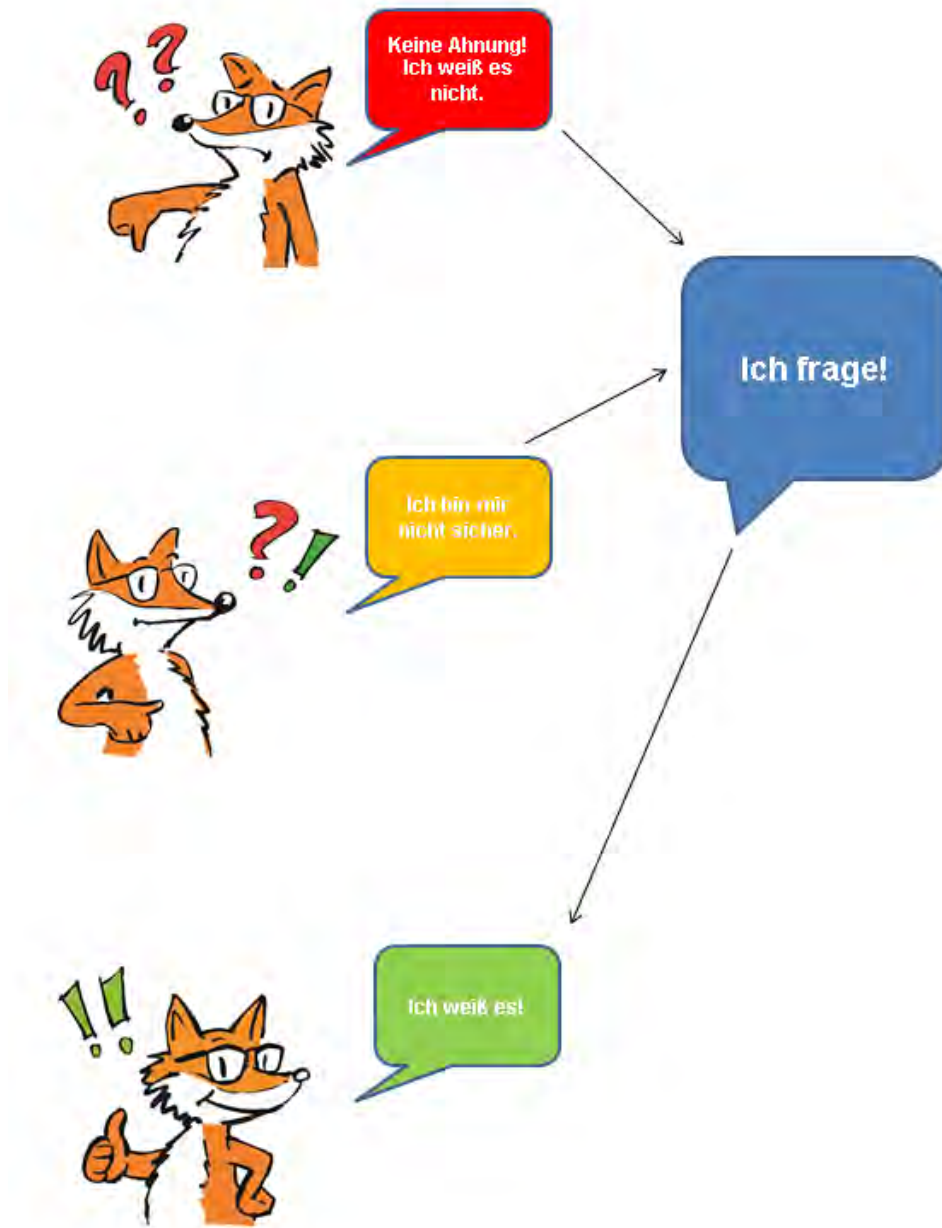 Keine Ahnung!
Ich weiß es
nicht.
Ich frage!
Ich bin mir
nicht sicher.
Ich weiß es!